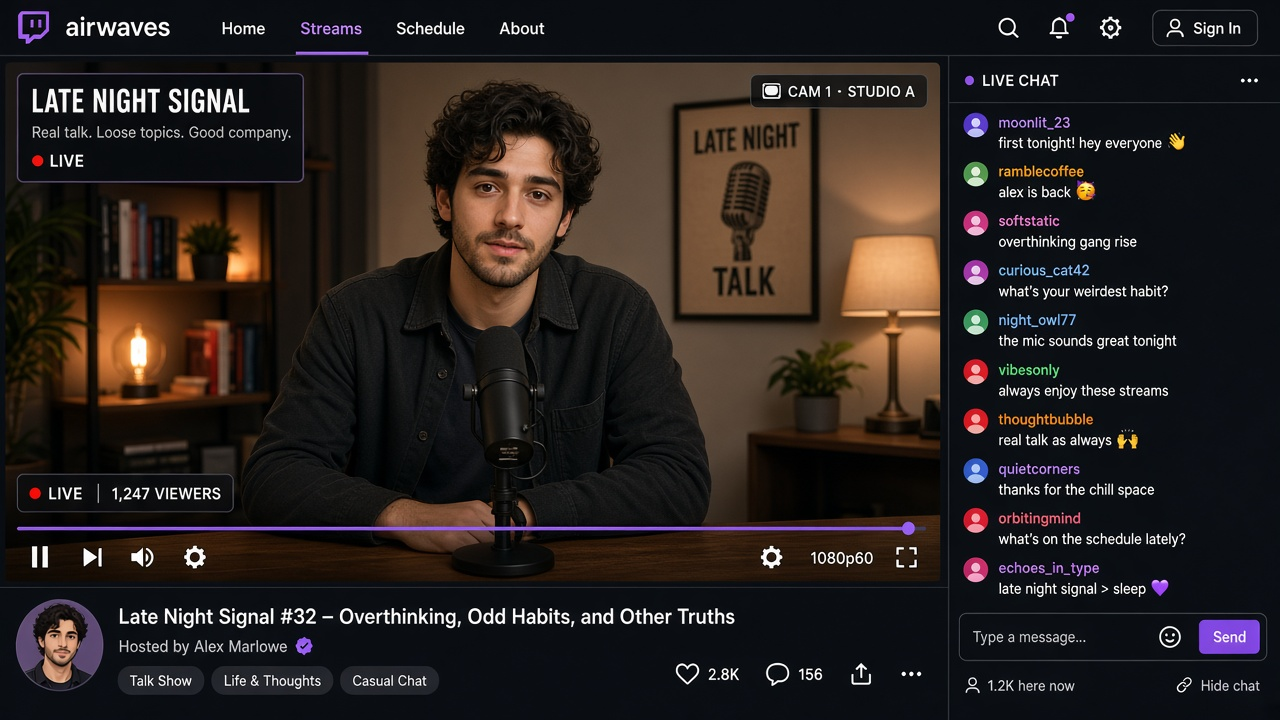 airwaves
Home
Streams
Schedule
About
Sign In
LATE NIGHT SIGNAL
Real talk. Loose topics. Good company.
LIVE
CAM 1 • STUDIO A
LATE NIGHT
TALK
LIVE | 1,247 VIEWERS
1080p60
Late Night Signal #32 – Overthinking, Odd Habits, and Other Truths
Hosted by Alex Marlowe
Talk Show
Life & Thoughts
Casual Chat
2.8K
156
LIVE CHAT
moonlit_23
first tonight! hey everyone 👋
ramblecoffee
alex is back 🥳
softstatic
overthinking gang rise
curious_cat42
what's your weirdest habit?
night_owl77
the mic sounds great tonight
vibesonly
always enjoy these streams
thoughtbubble
real talk as always 🙌
quietcorners
thanks for the chill space
orbitingmind
what's on the schedule lately?
echoes_in_type
late night signal > sleep 💜
Type a message...
Send
1.2K here now
Hide chat